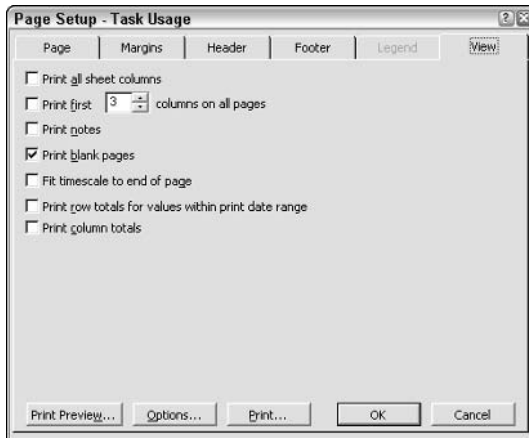 Page Setup - Task Usage
Page Margins Header Footer Legend View
Print all sheet columns
Print first 3 columns on all pages
Print notes
Print blank pages
Fit timescale to end of page
Print row totals for values within print date range
Print column totals
Print Preview... Options... Print... OK Cancel